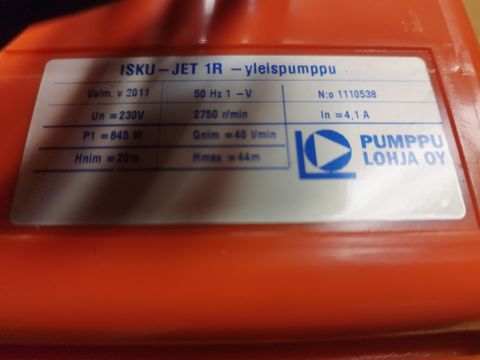 ISKU-JET 1R -yleispumppu
Valm. v 2011 50 Hz 1 ~V N:o 1110538
Un =230V 2750 r/min In =4,1 A
P1 =845 W Qnim =40 l/min
Hnim =20m Hmax =44m
PUMPPU
LOHJA OY